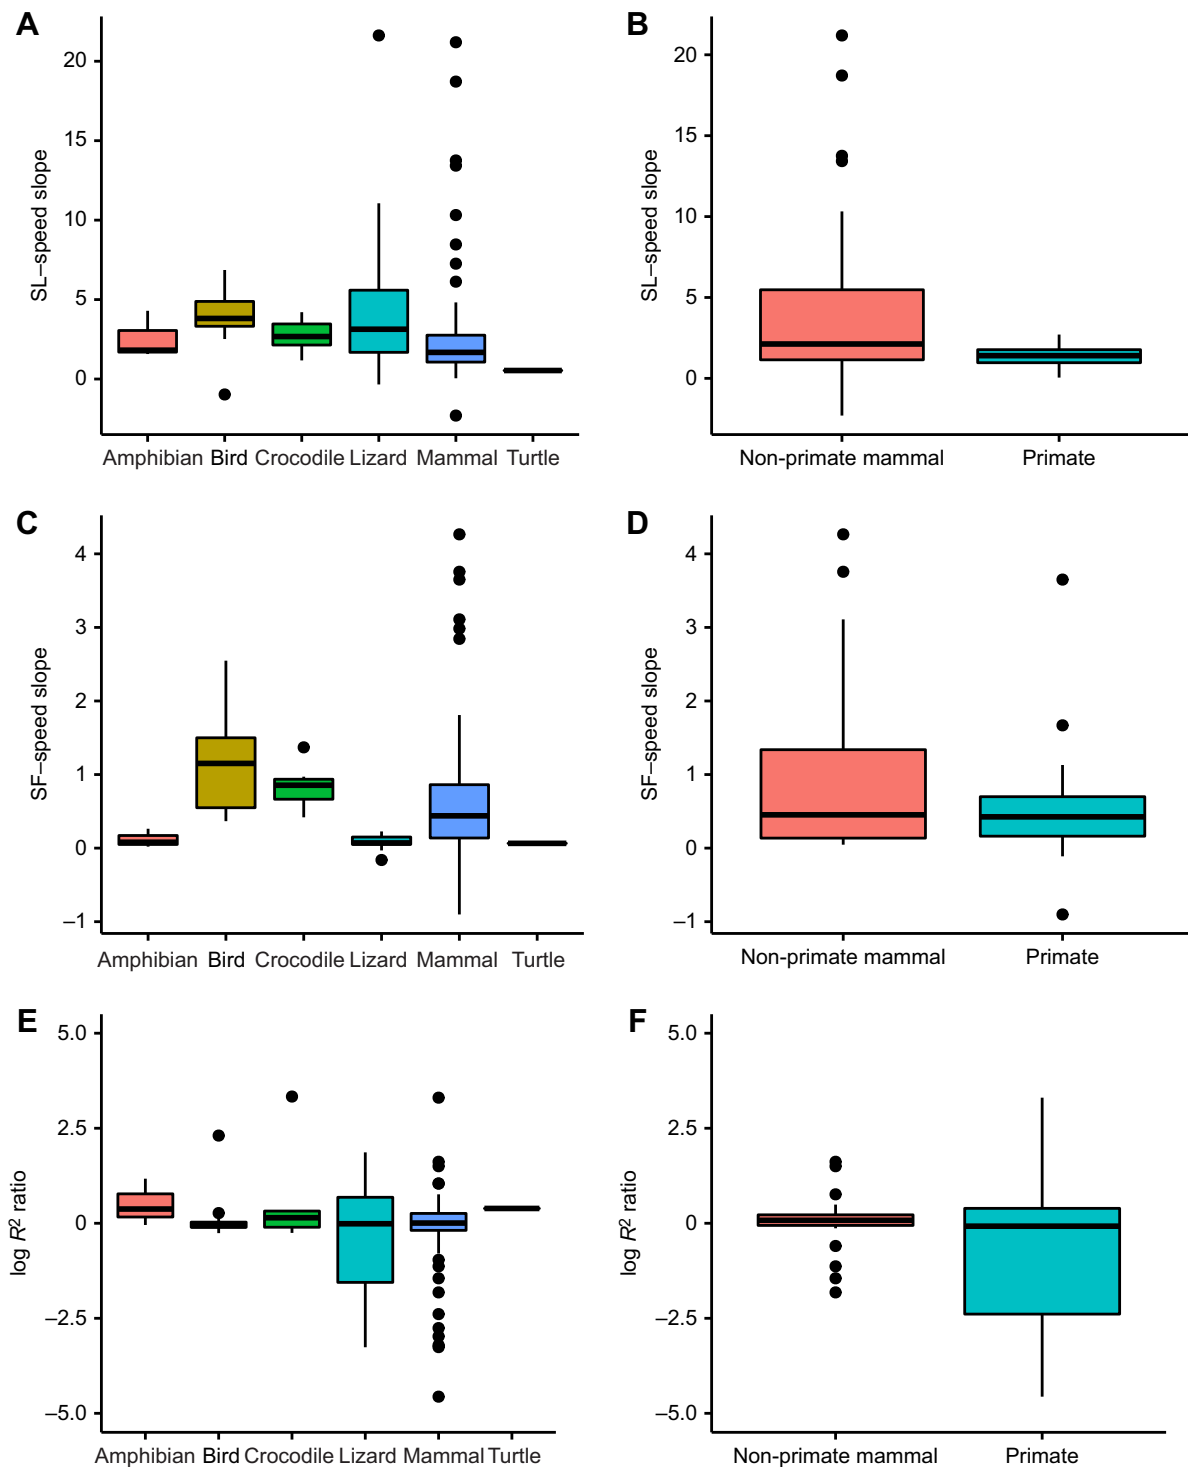 A
SL–speed slope
20
15
10
5
0
Amphibian Bird Crocodile Lizard Mammal Turtle
B
SL–speed slope
20
15
10
5
0
Non-primate mammal Primate
C
SF–speed slope
4
3
2
1
0
–1
Amphibian Bird Crocodile Lizard Mammal Turtle
D
SF–speed slope
4
3
2
1
0
–1
Non-primate mammal Primate
E
log R² ratio
5.0
2.5
0
–2.5
–5.0
Amphibian Bird Crocodile Lizard Mammal Turtle
F
log R² ratio
5.0
2.5
0
–2.5
–5.0
Non-primate mammal Primate